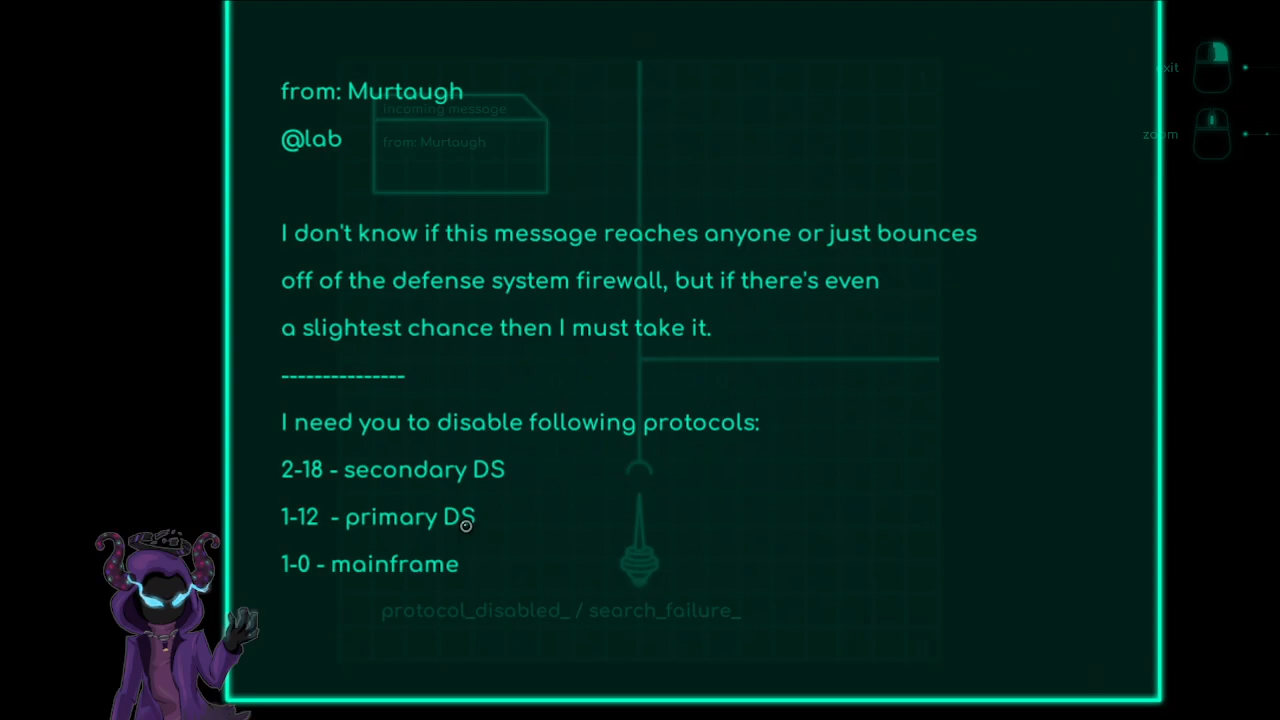 from: Murtaugh
@lab
incoming message
from: Murtaugh
exit
zoom
I don't know if this message reaches anyone or just bounces
off of the defense system firewall, but if there's even
a slightest chance then I must take it.
---------------
I need you to disable following protocols:
2-18 - secondary DS
1-12 - primary DS
1-0 - mainframe
protocol_disabled_ / search_failure_